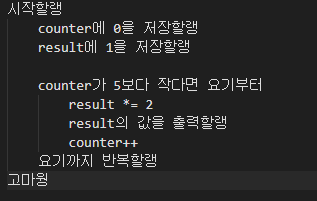 시작할랭
counter에 0을 저장할랭
result에 1을 저장할랭
counter가 5보다 작다면 요기부터
result *= 2
result의 값을 출력할랭
counter++
요기까지 반복할랭
고마웡